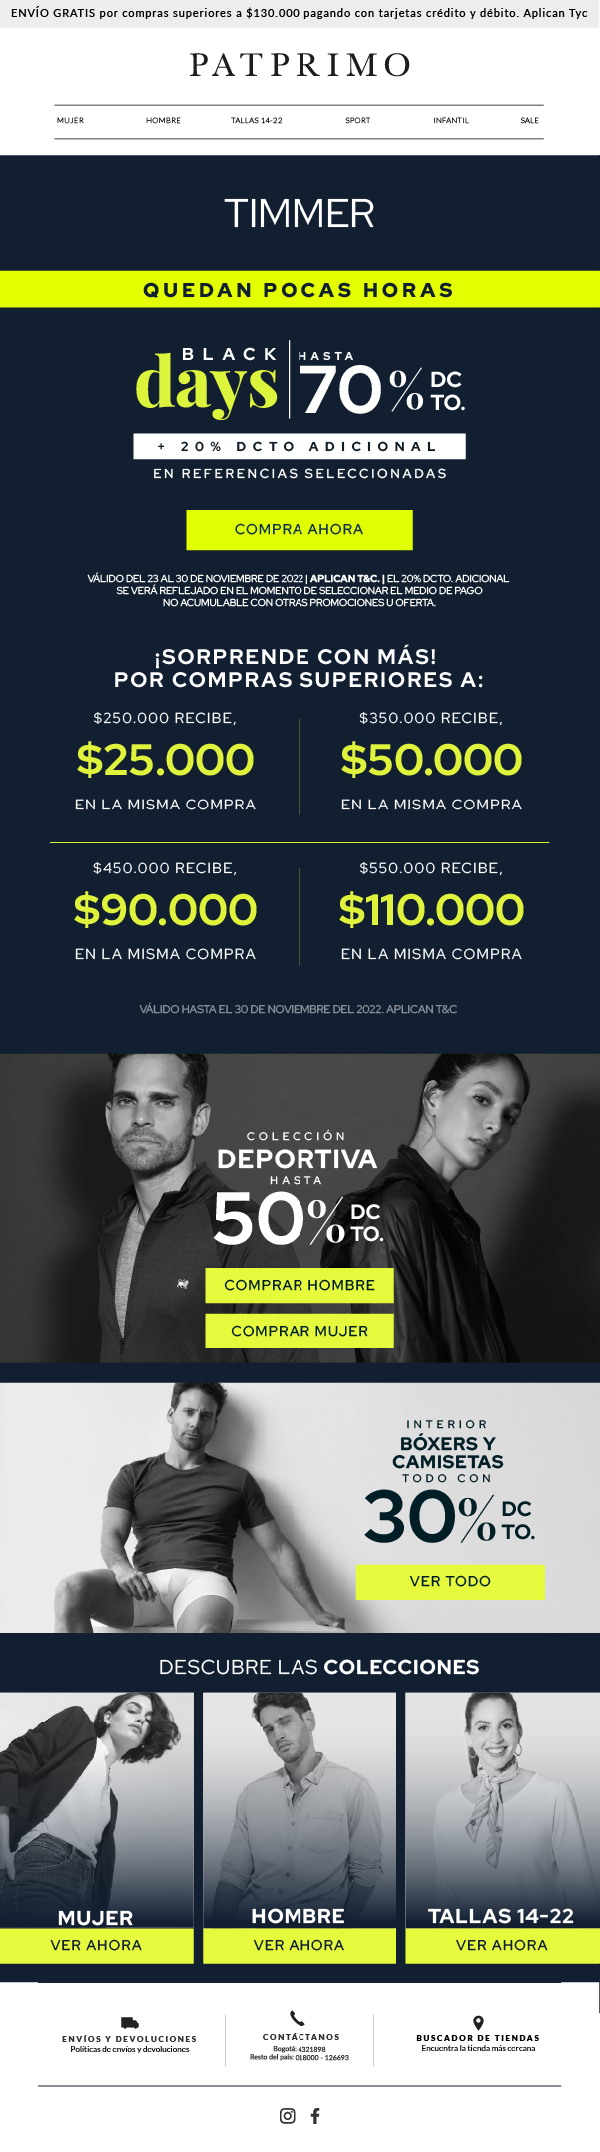 ENVÍO GRATIS por compras superiores a $130.000 pagando con tarjetas crédito y débito. Aplican Tyc
PATPRIMO
MUJER HOMBRE TALLAS 14-22 SPORT INFANTIL SALE
TIMMER
QUEDAN POCAS HORAS
BLACK days HASTA 70% DCTO.
+ 20% DCTO ADICIONAL
EN REFERENCIAS SELECCIONADAS
COMPRA AHORA
VÁLIDO DEL 23 AL 30 DE NOVIEMBRE DE 2022 | APLICAN T&C. | EL 20% DCTO. ADICIONAL
SE VERÁ REFLEJADO EN EL MOMENTO DE SELECCIONAR EL MEDIO DE PAGO
NO ACUMULABLE CON OTRAS PROMOCIONES U OFERTA.
¡SORPRENDE CON MÁS!
POR COMPRAS SUPERIORES A:
$250.000 RECIBE,
$25.000
EN LA MISMA COMPRA
$350.000 RECIBE,
$50.000
EN LA MISMA COMPRA
$450.000 RECIBE,
$90.000
EN LA MISMA COMPRA
$550.000 RECIBE,
$110.000
EN LA MISMA COMPRA
VÁLIDO HASTA EL 30 DE NOVIEMBRE DEL 2022. APLICAN T&C
COLECCIÓN
DEPORTIVA
HASTA
50% DCTO.
COMPRAR HOMBRE
COMPRAR MUJER
INTERIOR
BÓXERS Y
CAMISETAS
TODO CON
30% DCTO.
VER TODO
DESCUBRE LAS COLECCIONES
MUJER
VER AHORA
HOMBRE
VER AHORA
TALLAS 14-22
VER AHORA
ENVÍOS Y DEVOLUCIONES
Políticas de envíos y devoluciones
CONTÁCTANOS
Bogotá: 4321898
Resto del país: 018000 - 126693
BUSCADOR DE TIENDAS
Encuentra la tienda más cercana